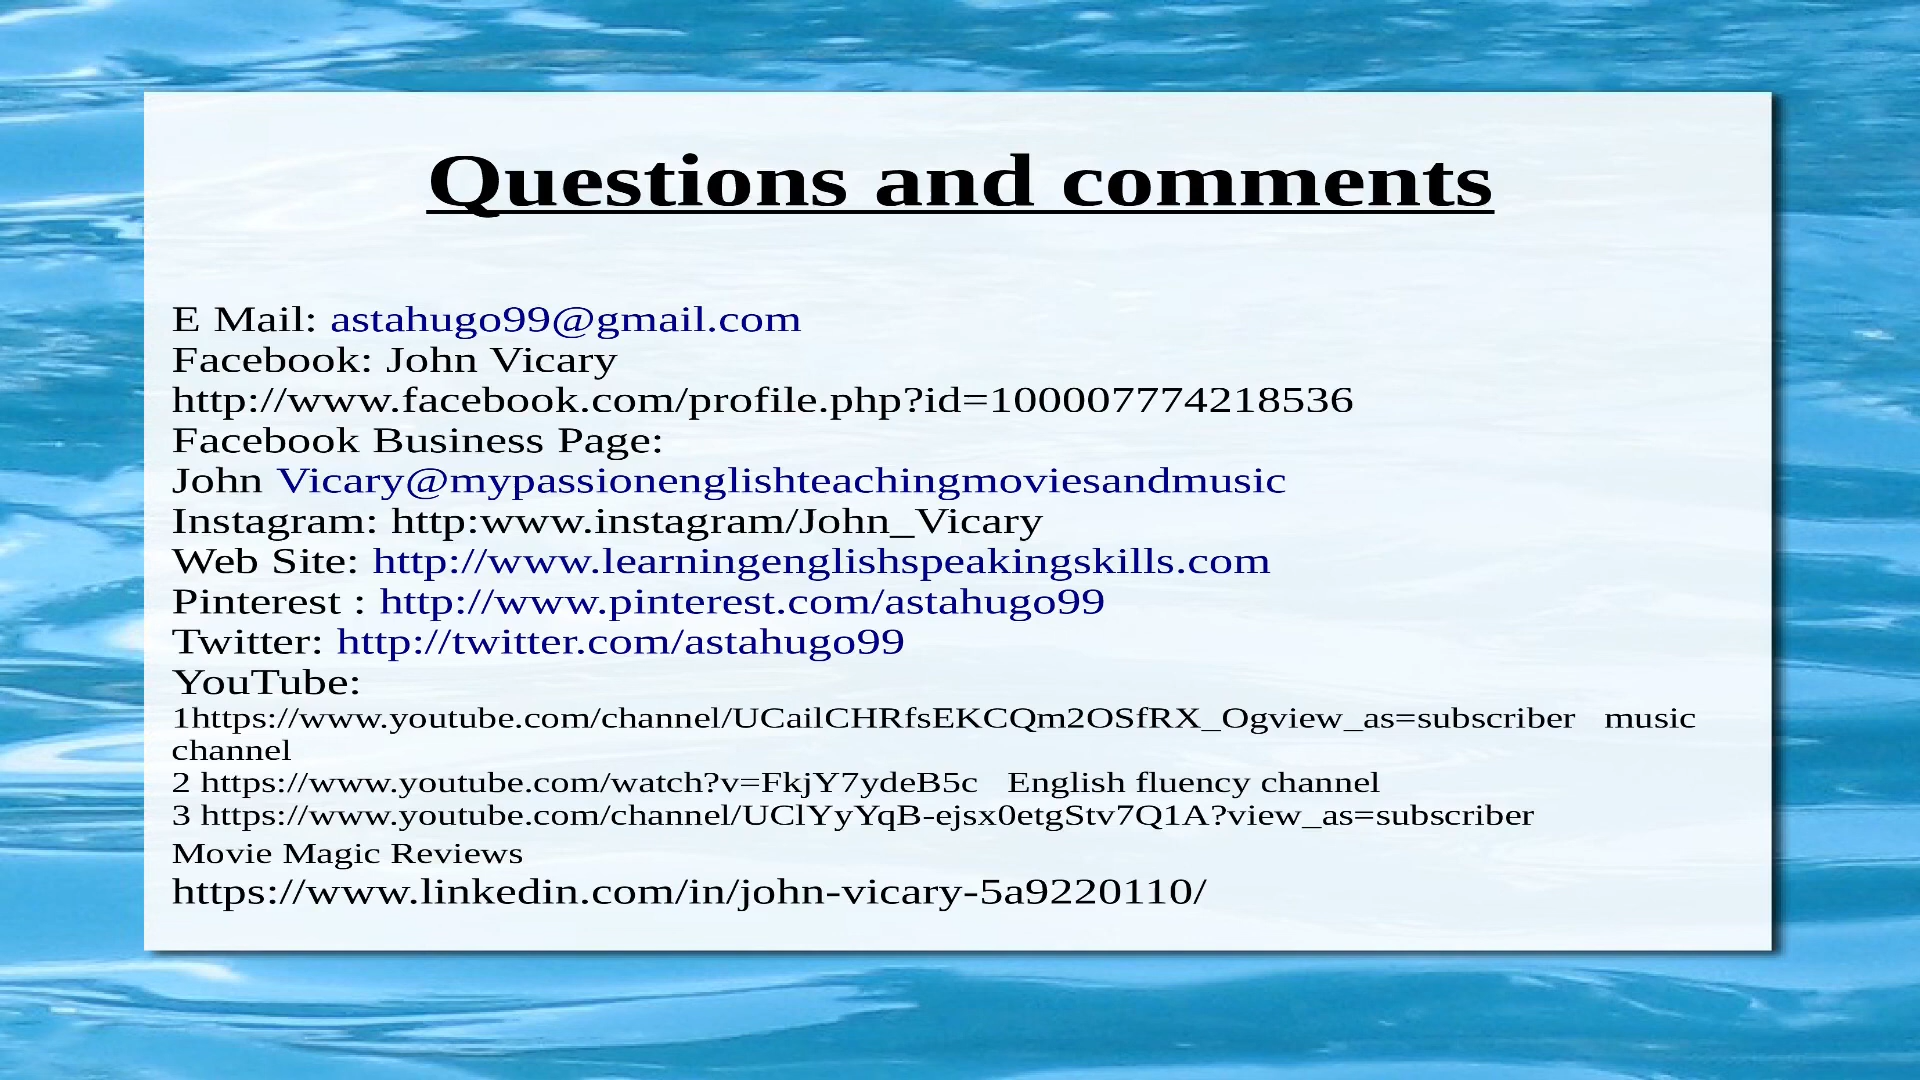 Questions and comments
E Mail: astahugo99@gmail.com
Facebook: John Vicary
http://www.facebook.com/profile.php?id=100007774218536
Facebook Business Page:
John Vicary@mypassionenglishteachingmoviesandmusic
Instagram: http:www.instagram/John_Vicary
Web Site: http://www.learningenglishspeakingskills.com
Pinterest : http://www.pinterest.com/astahugo99
Twitter: http://twitter.com/astahugo99
YouTube:
1https://www.youtube.com/channel/UCailCHRfsEKCQm2OSfRX_Ogview_as=subscriber music
channel
2 https://www.youtube.com/watch?v=FkjY7ydeB5c English fluency channel
3 https://www.youtube.com/channel/UClYyYqB-ejsx0etgStv7Q1A?view_as=subscriber
Movie Magic Reviews
https://www.linkedin.com/in/john-vicary-5a9220110/